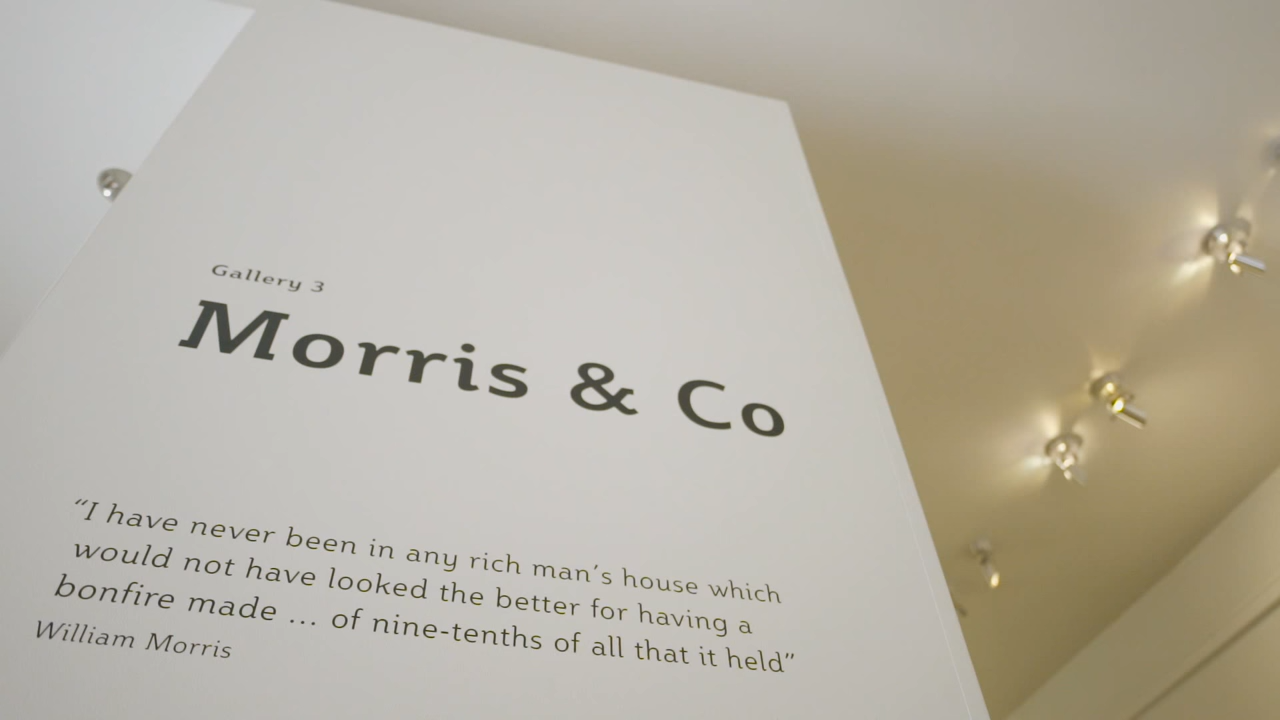 Gallery 3
Morris & Co
“I have never been in any rich man’s house which
would not have looked the better for having a
bonfire made ... of nine-tenths of all that it held”
William Morris